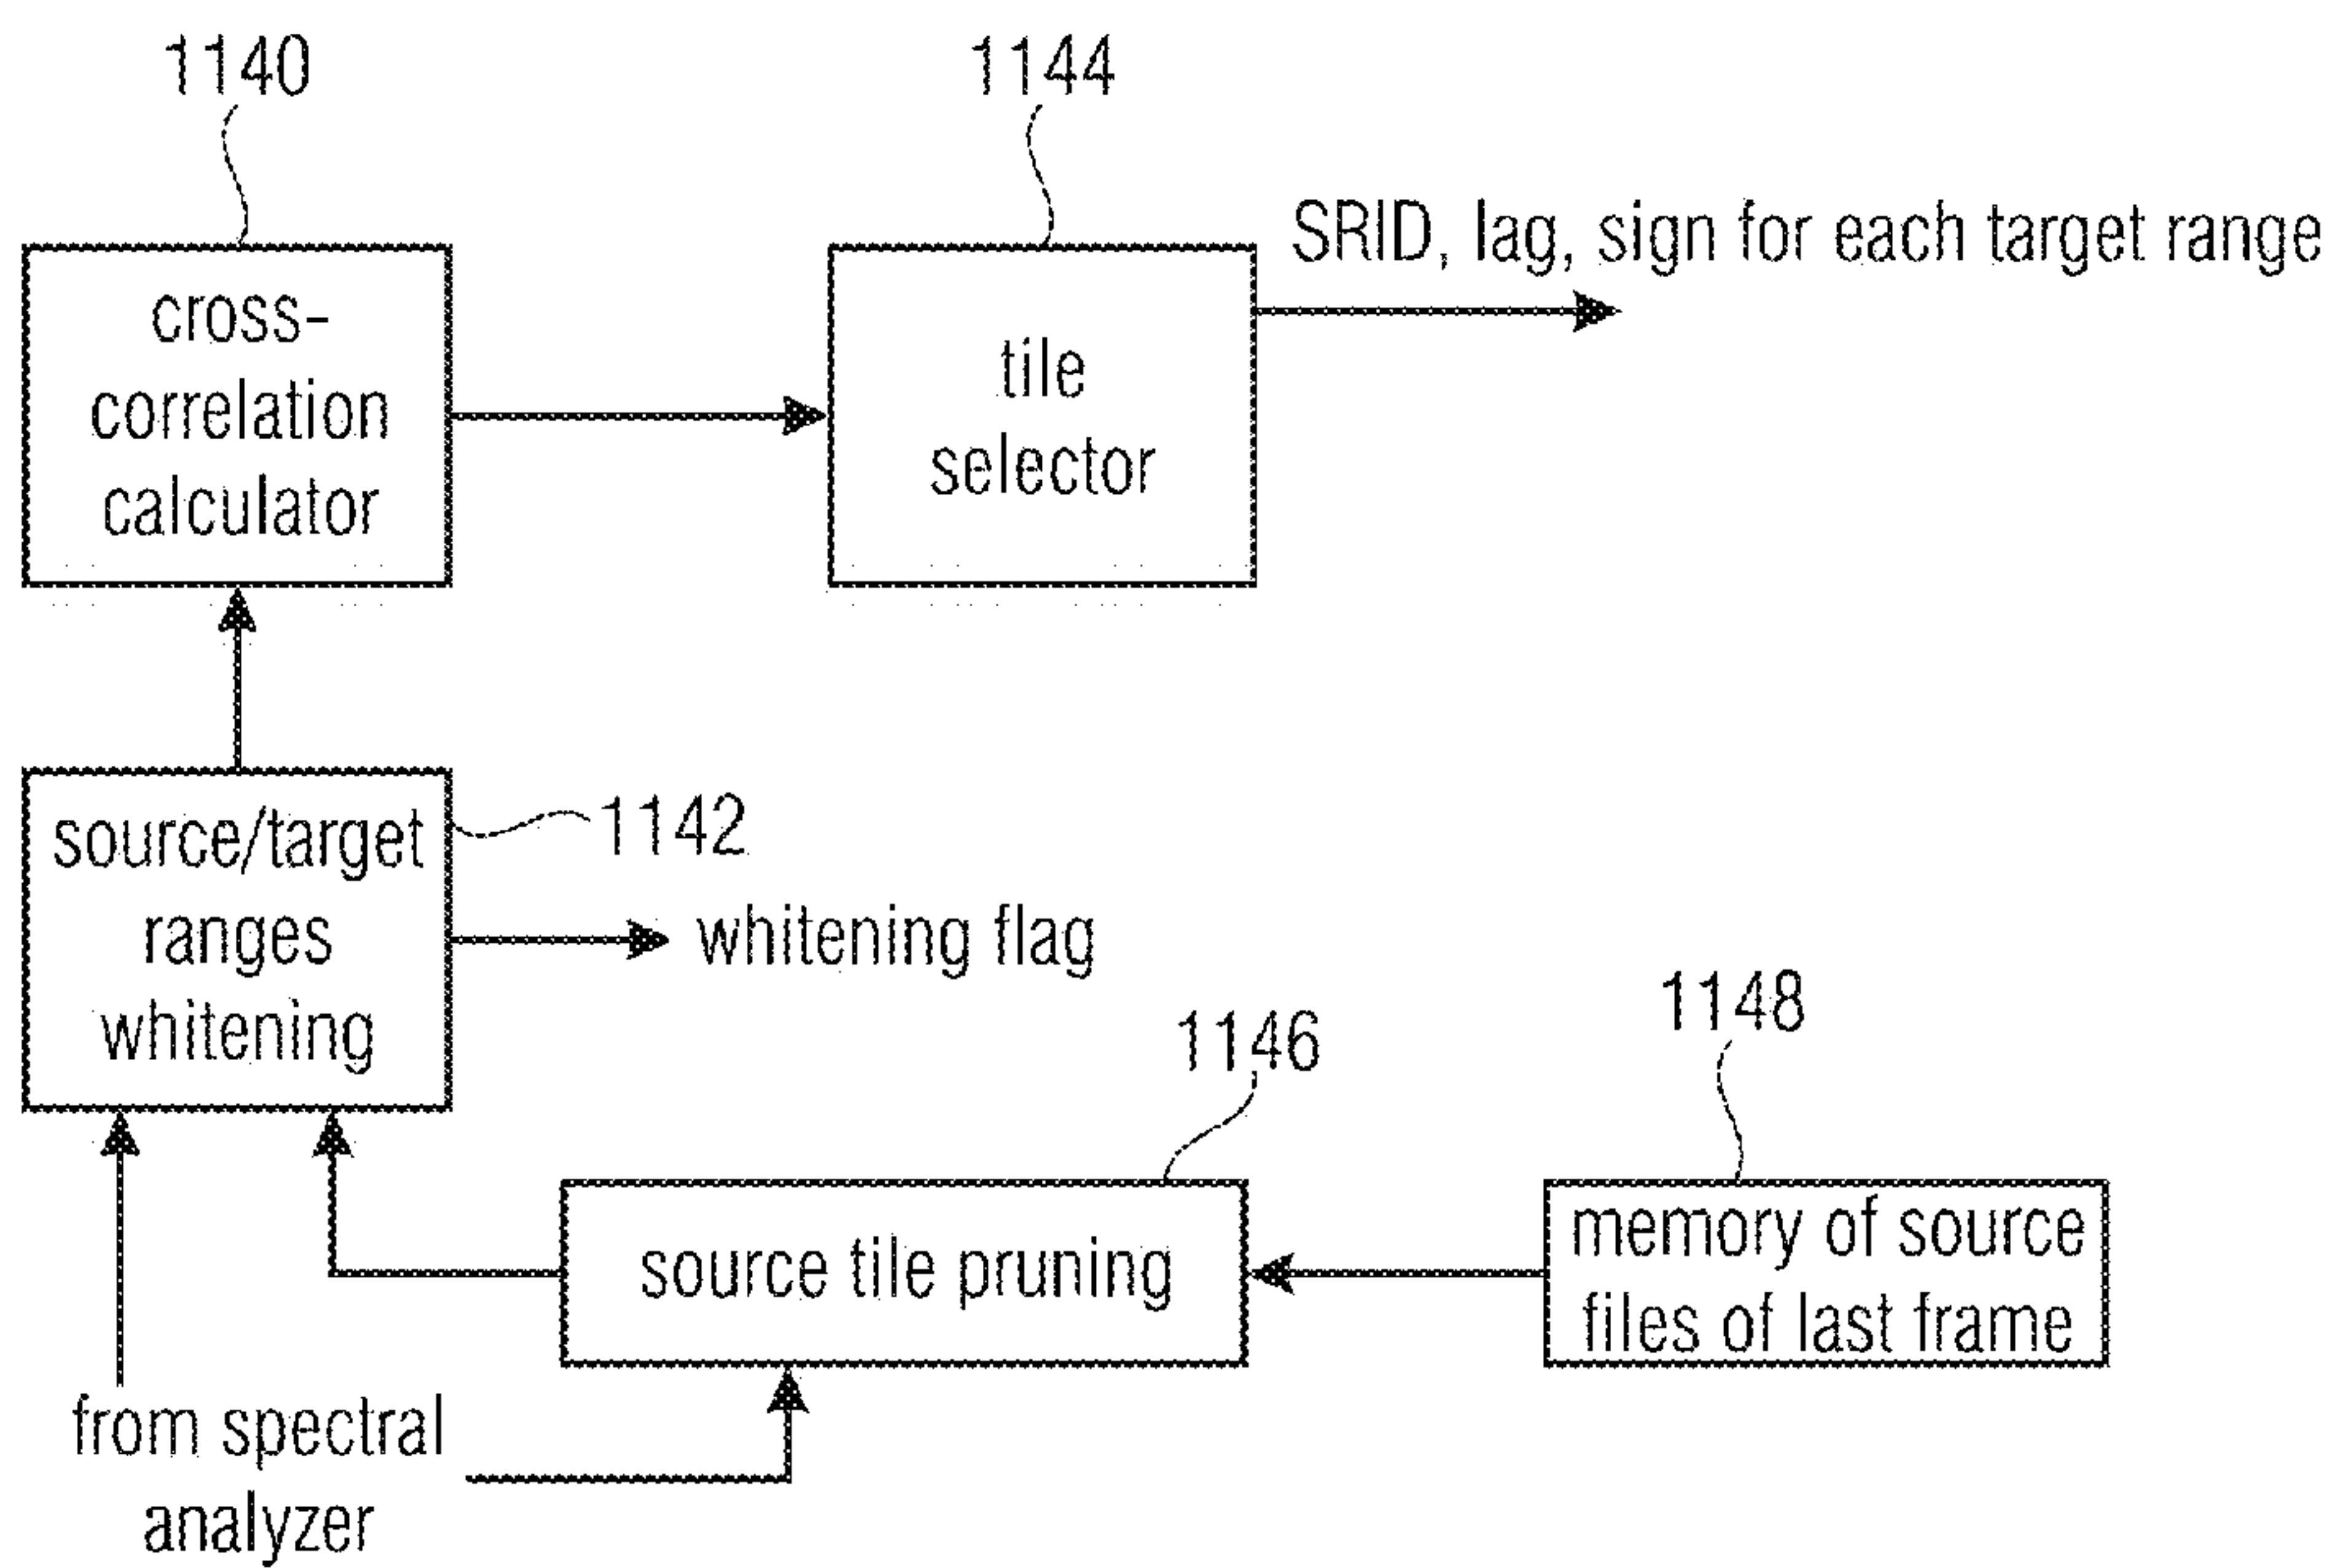 1140
1144
SRID, lag, sign for each target range
cross-
correlation
calculator
tile
selector
source/target
ranges
whitening
1142
whitening flag
1146
1148
source tile pruning
memory of source
files of last frame
from spectral
analyzer